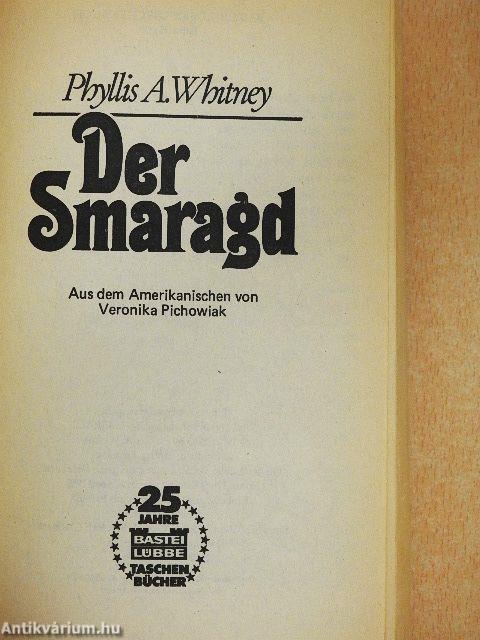 Phyllis A. Whitney
Der
Smaragd
Aus dem Amerikanischen von
Veronika Pichowiak
25
JAHRE
BASTEI
LÜBBE
TASCHEN
BÜCHER
Antikvárium.hu